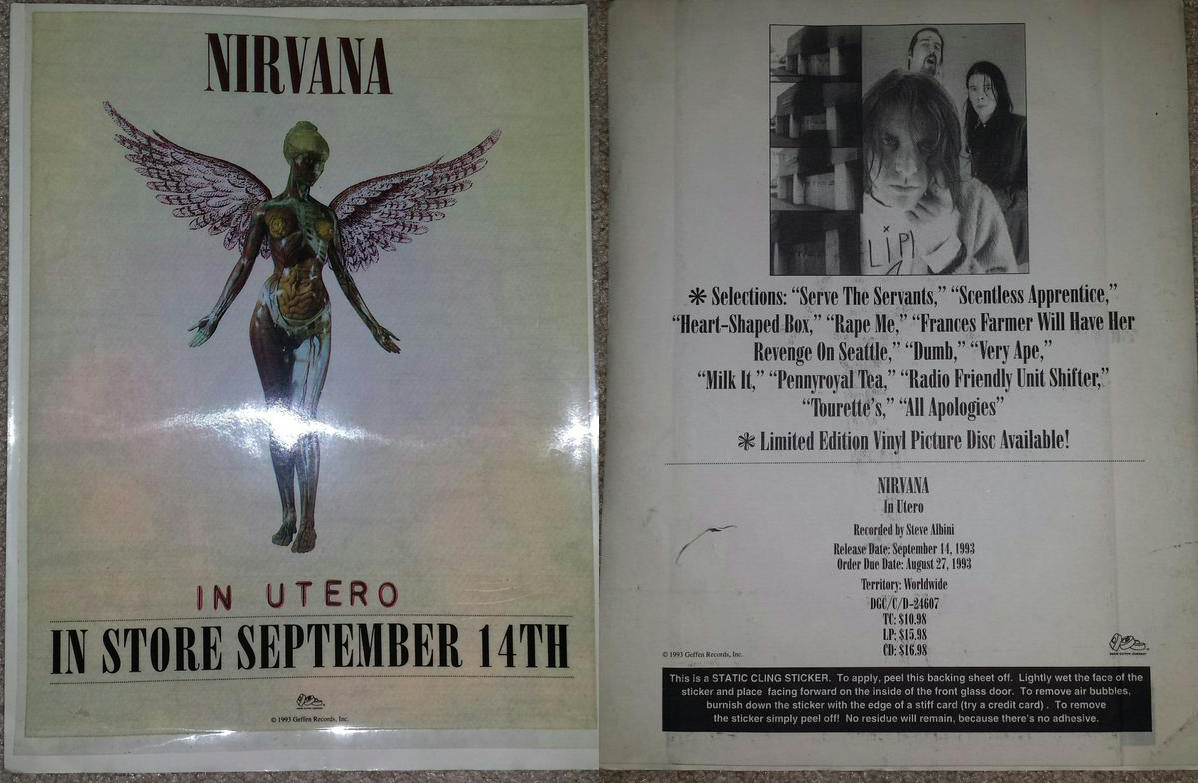 NIRVANA
IN UTERO
IN STORE SEPTEMBER 14TH
© 1993 Geffen Records, Inc.
LIP
✻ Selections: “Serve The Servants,” “Scentless Apprentice,”
“Heart-Shaped Box,” “Rape Me,” “Frances Farmer Will Have Her
Revenge On Seattle,” “Dumb,” “Very Ape,”
“Milk It,” “Pennyroyal Tea,” “Radio Friendly Unit Shifter,”
“Tourette’s,” “All Apologies”
✻ Limited Edition Vinyl Picture Disc Available!
NIRVANA
In Utero
Recorded by Steve Albini
Release Date: September 14, 1993
Order Due Date: August 27, 1993
Territory: Worldwide
DGC/C/D-24607
TC: $10.98
LP: $15.98
CD: $16.98
© 1993 Geffen Records, Inc.
This is a STATIC CLING STICKER. To apply, peel this backing sheet off. Lightly wet the face of the
sticker and place facing forward on the inside of the front glass door. To remove air bubbles,
burnish down the sticker with the edge of a stiff card (try a credit card) . To remove
the sticker simply peel off! No residue will remain, because there's no adhesive.